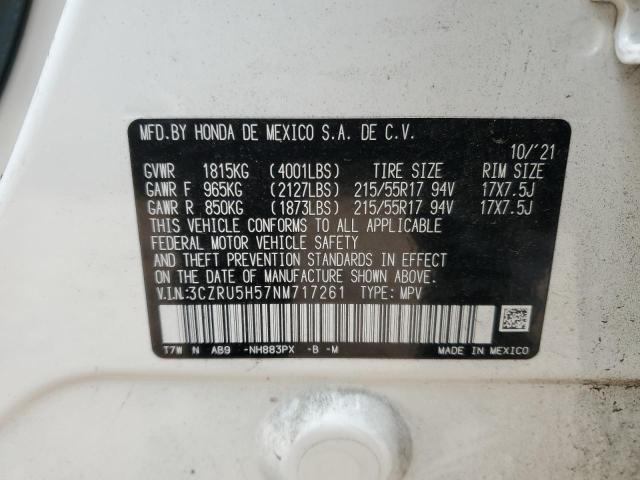 MFD.BY HONDA DE MEXICO S.A. DE C.V.
10/'21
GVWR 1815KG (4001LBS) TIRE SIZE RIM SIZE
GAWR F 965KG (2127LBS) 215/55R17 94V 17X7.5J
GAWR R 850KG (1873LBS) 215/55R17 94V 17X7.5J
THIS VEHICLE CONFORMS TO ALL APPLICABLE
FEDERAL MOTOR VEHICLE SAFETY
AND THEFT PREVENTION STANDARDS IN EFFECT
ON THE DATE OF MANUFACTURE SHOWN ABOVE.
V.I.N:3CZRU5H57NM717261 TYPE: MPV
T7W N AB9 -NH883PX -B -M
MADE IN MEXICO